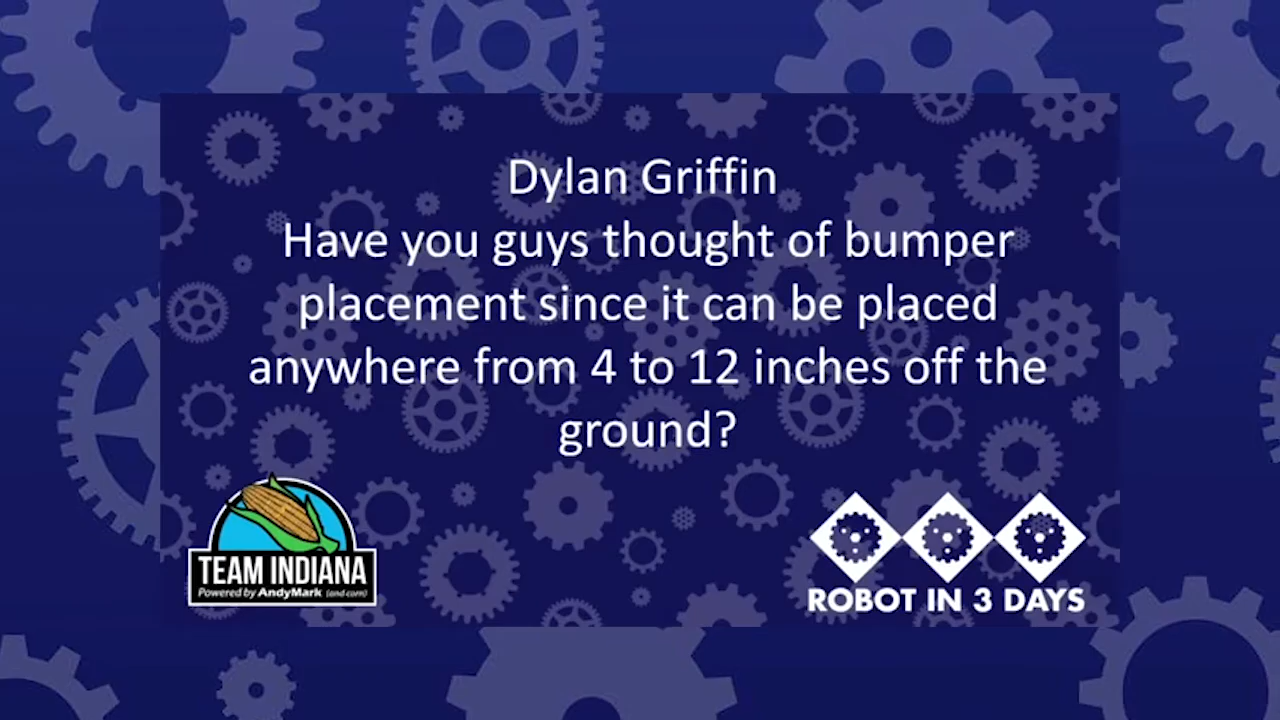 Dylan Griffin
Have you guys thought of bumper
placement since it can be placed
anywhere from 4 to 12 inches off the
ground?
TEAM INDIANA
Powered by AndyMark (and corn)
ROBOT IN 3 DAYS